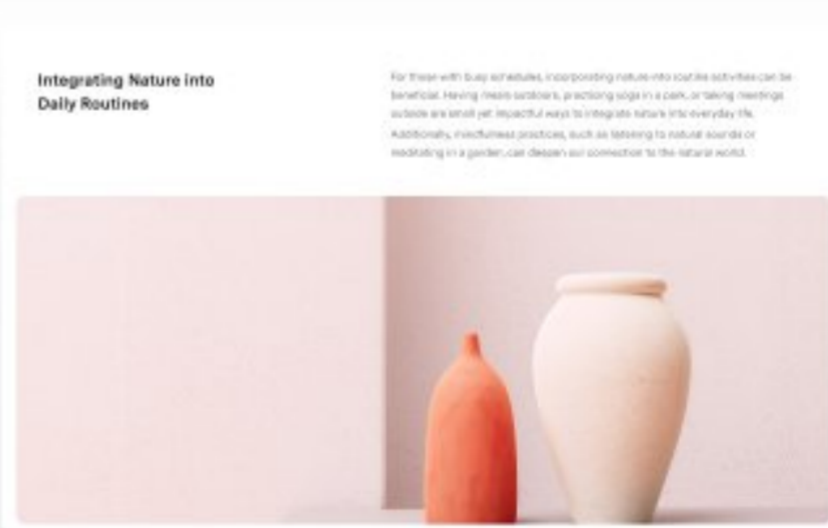 Integrating Nature into
Daily Routines
For those with busy schedules, incorporating nature into routine activities can be
beneficial. Having meals outdoors, practicing yoga in a park, or taking meetings
outside are small yet impactful ways to integrate nature into everyday life.
Additionally, mindfulness practices, such as listening to natural sounds or
meditating in a garden, can deepen our connection to the natural world.